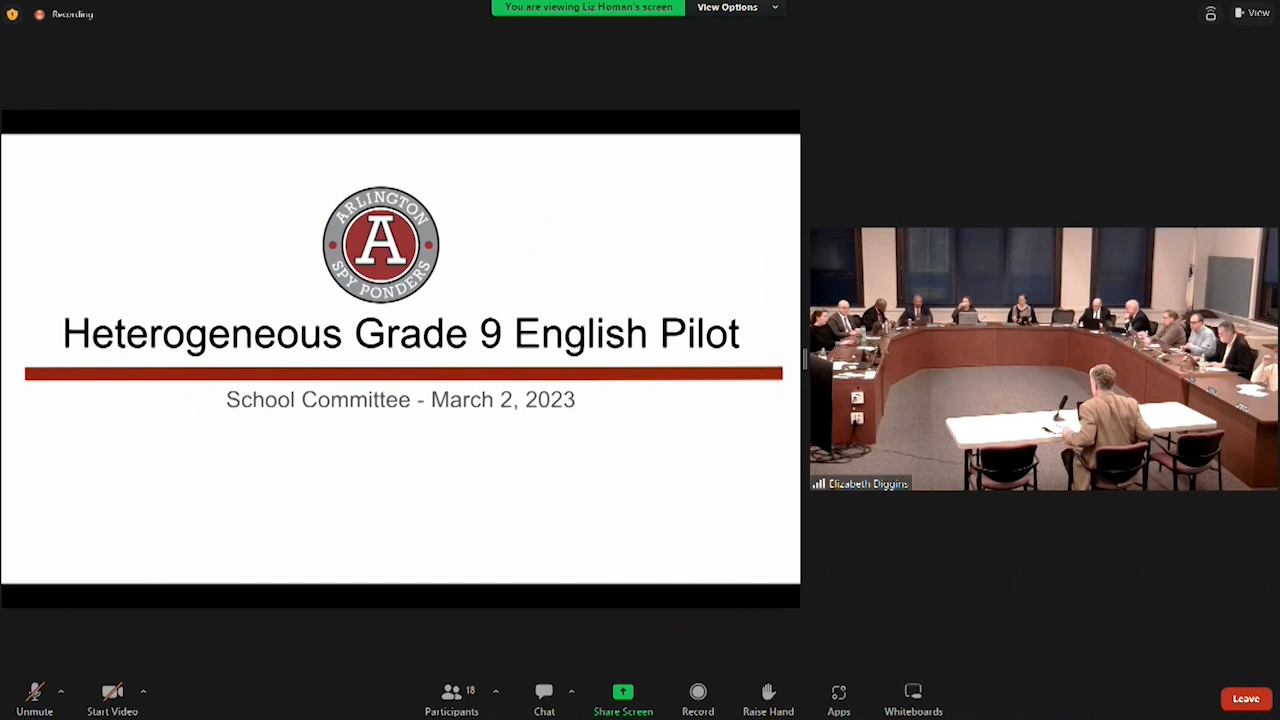 Recording
You are viewing Liz Homan's screen
View Options
View
ARLINGTON
A
SPY PONDERS
Heterogeneous Grade 9 English Pilot
School Committee - March 2, 2023
Elizabeth Diggins
Unmute
Start Video
Participants
18
Chat
Share Screen
Record
Raise Hand
Apps
Whiteboards
Leave